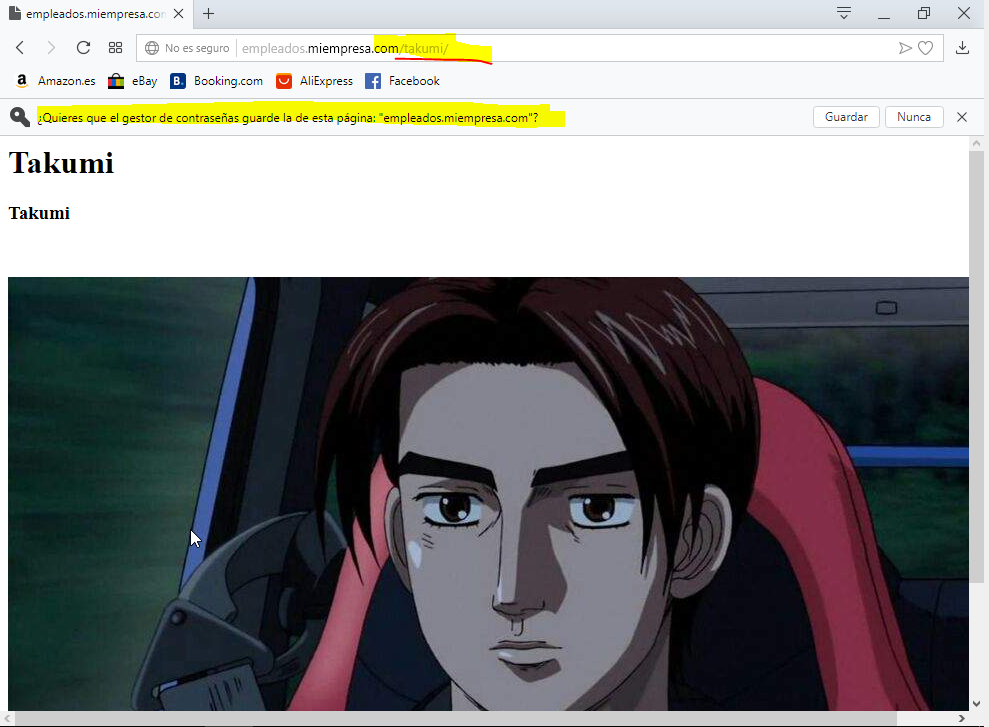 empleados.miempresa.com
No es seguro empleados.miempresa.com/takumi/
Amazon.es eBay Booking.com AliExpress Facebook
¿Quieres que el gestor de contraseñas guarde la de esta página: "empleados.miempresa.com"? Guardar Nunca
Takumi
Takumi